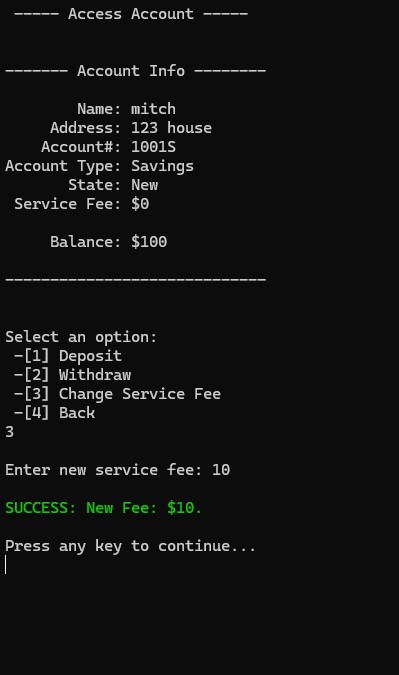 ----- Access Account -----
------- Account Info --------
Name: mitch
Address: 123 house
Account#: 1001S
Account Type: Savings
State: New
Service Fee: $0
Balance: $100
-----------------------------
Select an option:
-[1] Deposit
-[2] Withdraw
-[3] Change Service Fee
-[4] Back
3
Enter new service fee: 10
SUCCESS: New Fee: $10.
Press any key to continue...